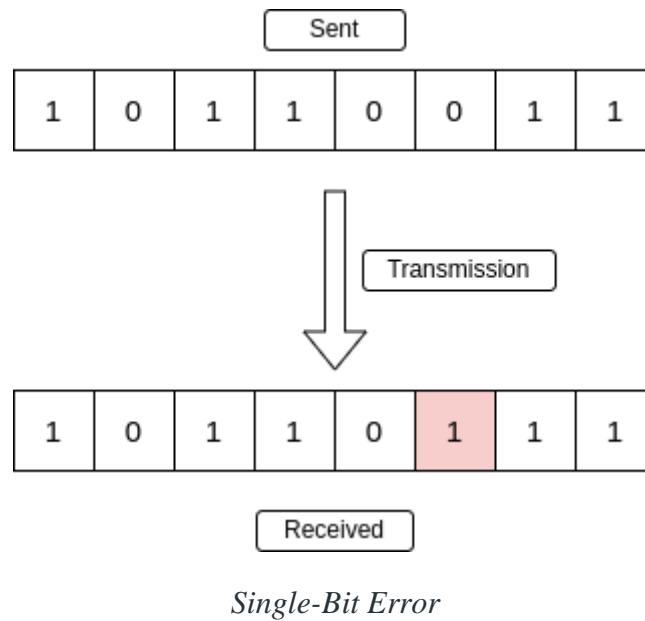 Sent
1 0 1 1 0 0 1 1
Transmission
1 0 1 1 0 1 1 1
Received
Single-Bit Error